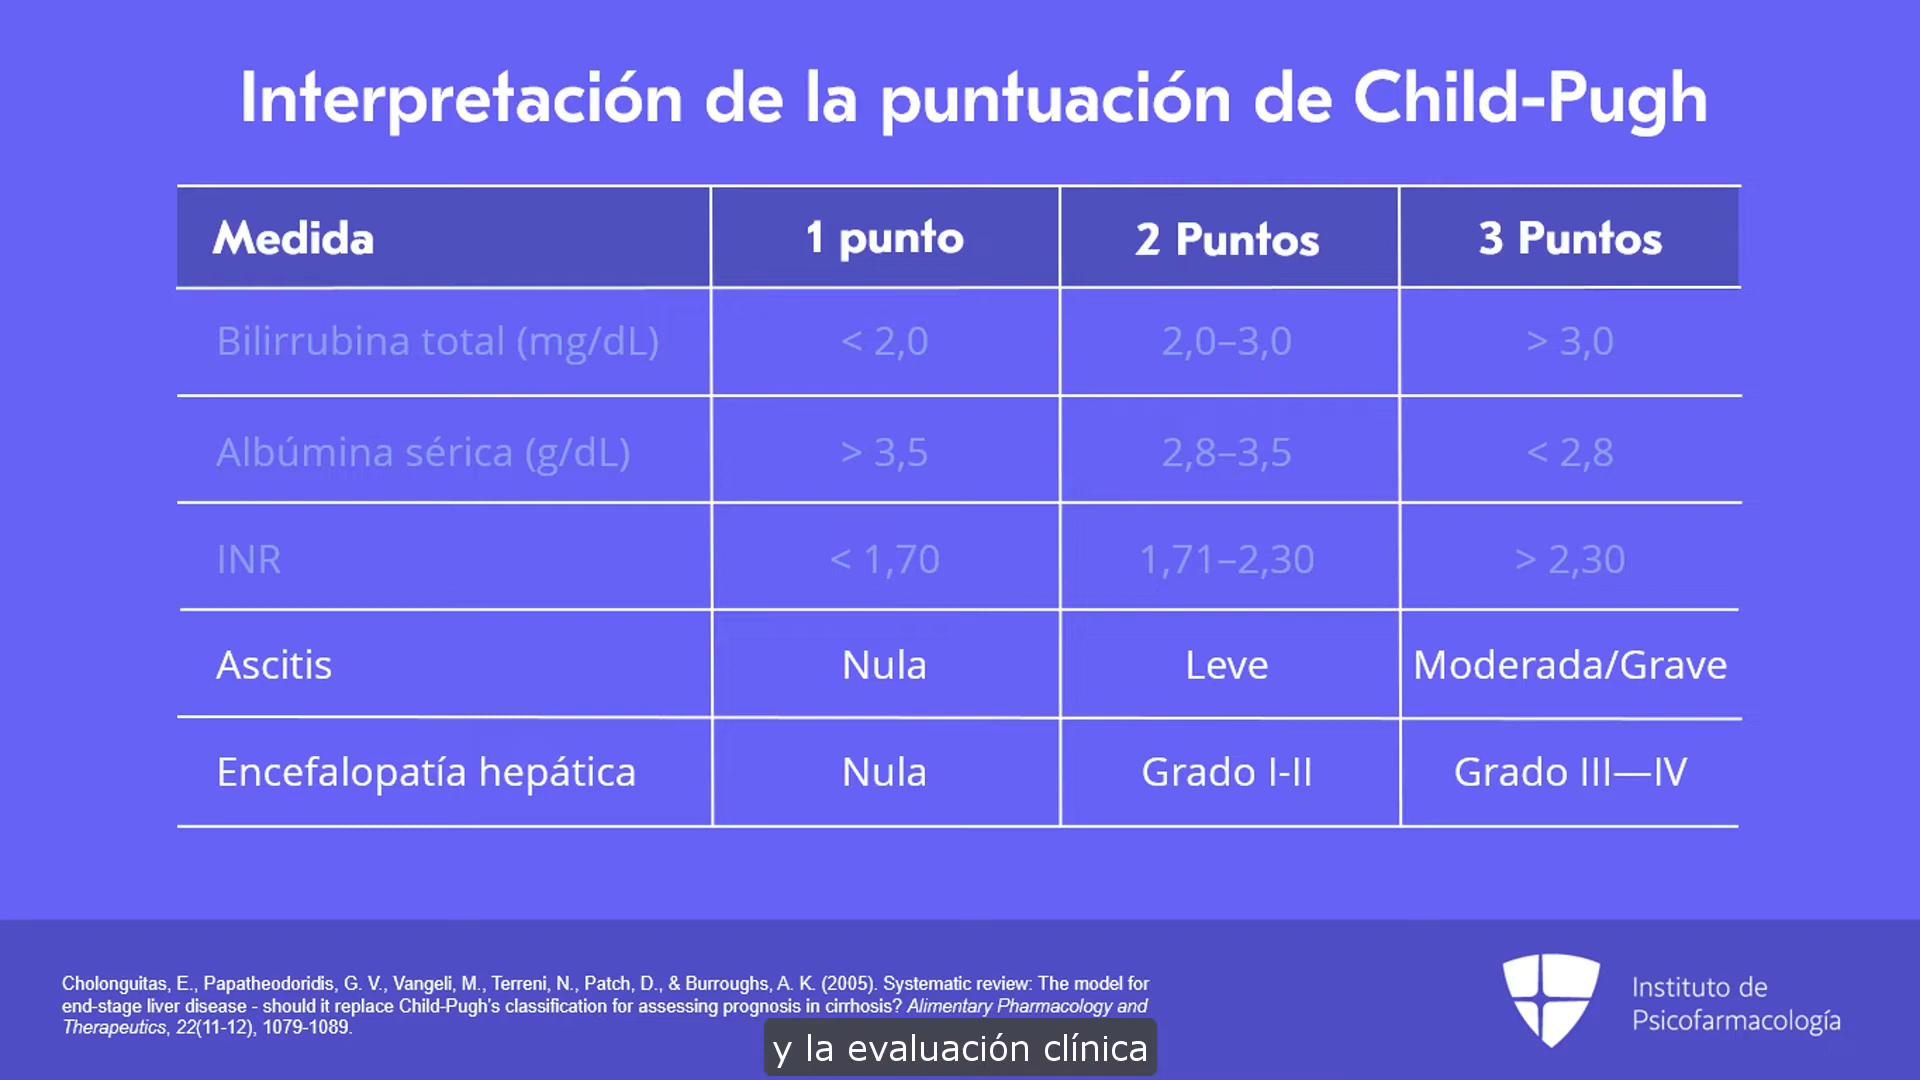 Interpretación de la puntuación de Child-Pugh
Medida 1 punto 2 Puntos 3 Puntos
Bilirrubina total (mg/dL) < 2,0 2,0–3,0 > 3,0
Albúmina sérica (g/dL) > 3,5 2,8–3,5 < 2,8
INR < 1,70 1,71–2,30 > 2,30
Ascitis Nula Leve Moderada/Grave
Encefalopatía hepática Nula Grado I-II Grado III—IV
Cholonguitas, E., Papatheodoridis, G. V., Vangeli, M., Terreni, N., Patch, D., & Burroughs, A. K. (2005). Systematic review: The model for
end-stage liver disease - should it replace Child-Pugh's classification for assessing prognosis in cirrhosis? Alimentary Pharmacology and
Therapeutics, 22(11-12), 1079-1089.
Instituto de
Psicofarmacología
y la evaluación clínica